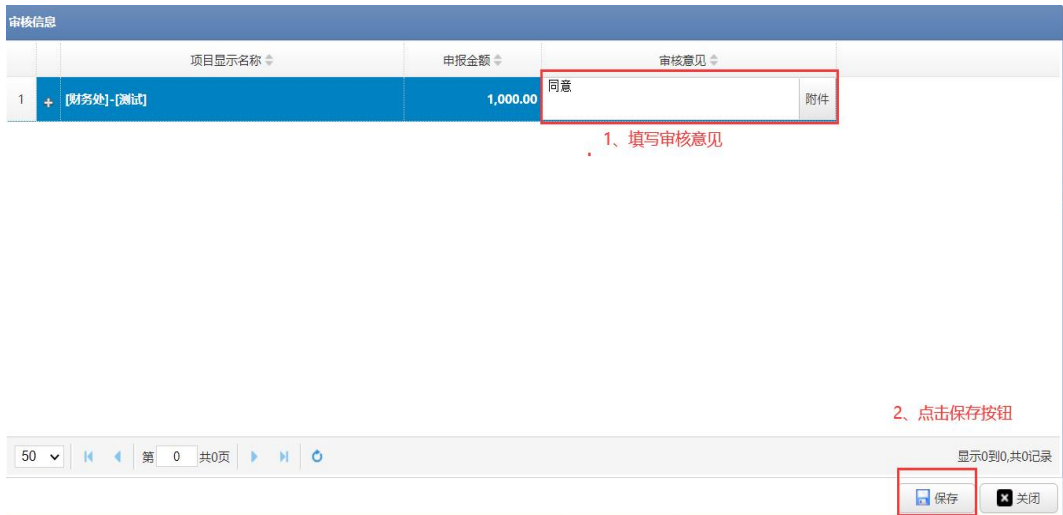 审核信息
项目显示名称 申报金额 审核意见
1 [财务处]-[测试] 1,000.00 同意 附件
1、填写审核意见
2、点击保存按钮
50 第 0 共0页 显示0到0,共0记录
保存 关闭